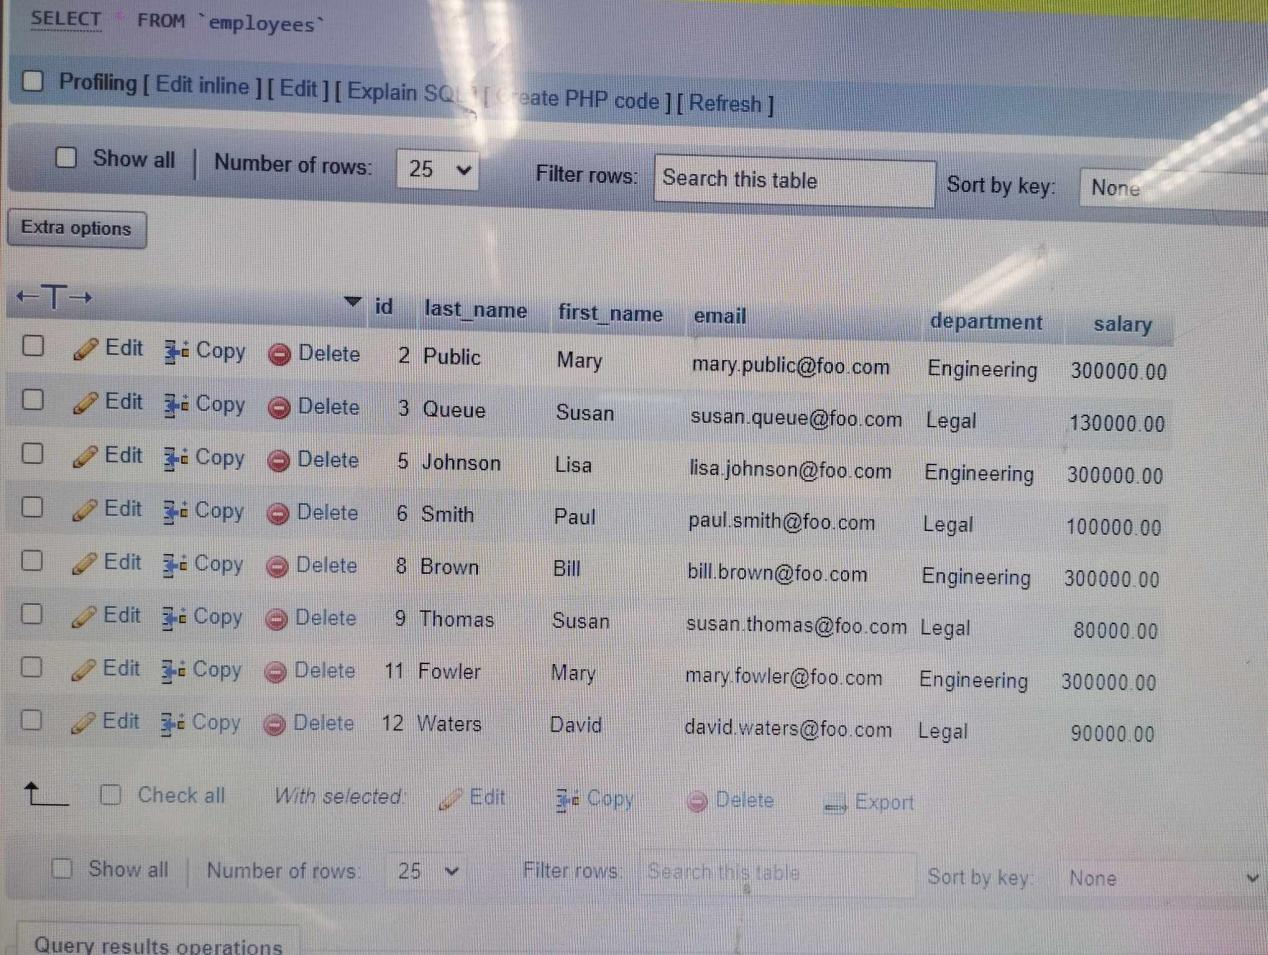 SELECT * FROM `employees`
Profiling [ Edit inline ] [ Edit ] [ Explain SQL ] [ Create PHP code ] [ Refresh ]
Show all | Number of rows: 25 Filter rows: Search this table Sort by key: None
Extra options
←T→ id last_name first_name email department salary
Edit Copy Delete 2 Public Mary mary.public@foo.com Engineering 300000.00
Edit Copy Delete 3 Queue Susan susan.queue@foo.com Legal 130000.00
Edit Copy Delete 5 Johnson Lisa lisa.johnson@foo.com Engineering 300000.00
Edit Copy Delete 6 Smith Paul paul.smith@foo.com Legal 100000.00
Edit Copy Delete 8 Brown Bill bill.brown@foo.com Engineering 300000.00
Edit Copy Delete 9 Thomas Susan susan.thomas@foo.com Legal 80000.00
Edit Copy Delete 11 Fowler Mary mary.fowler@foo.com Engineering 300000.00
Edit Copy Delete 12 Waters David david.waters@foo.com Legal 90000.00
Check all With selected: Edit Copy Delete Export
Show all | Number of rows: 25 Filter rows: Search this table Sort by key: None
Query results operations